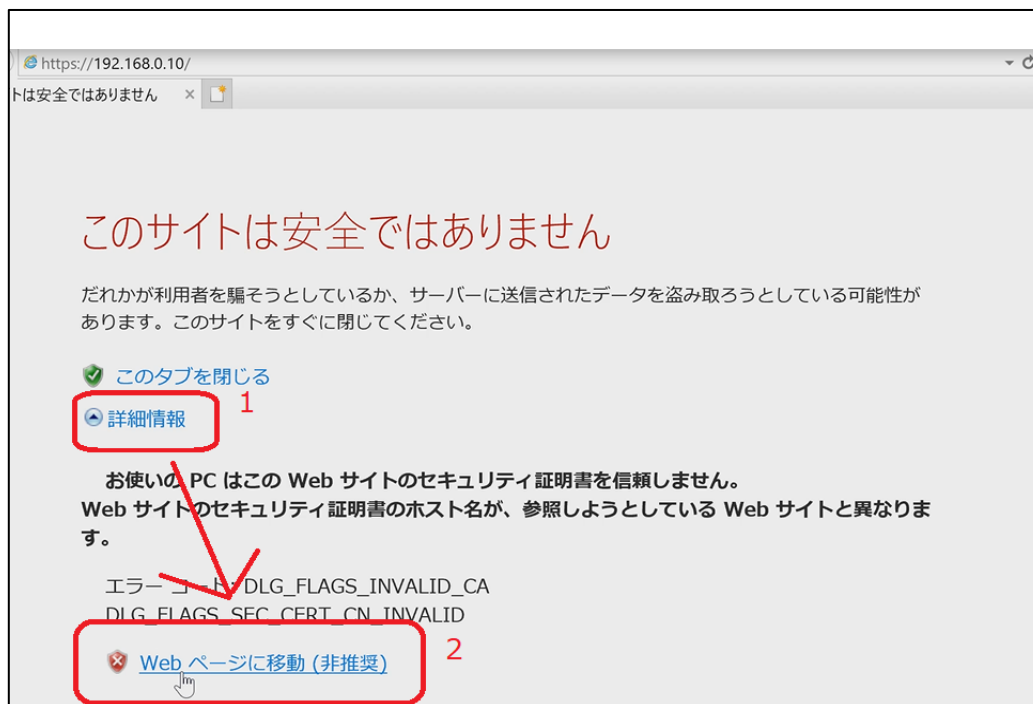 https://192.168.0.10/
トは安全ではありません
このサイトは安全ではありません
だれかが利用者を騙そうとしているか、サーバーに送信されたデータを盗み取ろうとしている可能性が
あります。このサイトをすぐに閉じてください。
このタブを閉じる
1
詳細情報
お使いの PC はこの Web サイトのセキュリティ証明書を信頼しません。
Web サイトのセキュリティ証明書のホスト名が、参照しようとしている Web サイトと異なりま
す。
エラー コード: DLG_FLAGS_INVALID_CA
DLG_FLAGS_SEC_CERT_CN_INVALID
Web ページに移動 (非推奨)
2